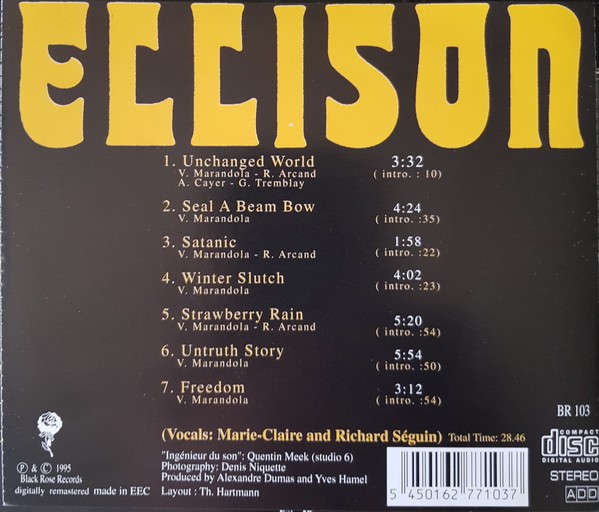 ELLISON
1. Unchanged World 3:32
V. Marandola - R. Arcand ( intro. : 10)
A. Cayer - G. Tremblay
2. Seal A Beam Bow 4:24
V. Marandola ( intro. :35)
3. Satanic 1:58
V. Marandola - R. Arcand ( intro. :22)
4. Winter Slutch 4:02
V. Marandola ( intro. :23)
5. Strawberry Rain 5:20
V. Marandola - R. Arcand ( intro. :54)
6. Untruth Story 5:54
V. Marandola ( intro. :50)
7. Freedom 3:12
V. Marandola ( intro. :54)
(Vocals: Marie-Claire and Richard Séguin) Total Time: 28.46
"Ingénieur du son": Quentin Meek (studio 6)
Photography: Denis Niquette
Produced by Alexandre Dumas and Yves Hamel
Layout : Th. Hartmann
Ⓟ & © 1995
Black Rose Records
digitally remastered made in EEC
5 450162 771037
BR 103
COMPACT
disc
DIGITAL AUDIO
STEREO
ADD